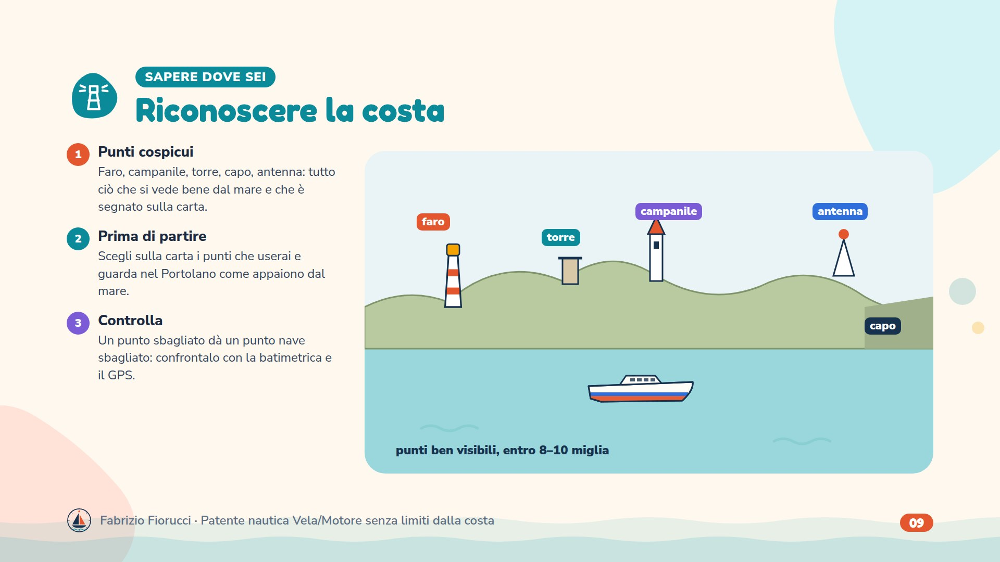 SAPERE DOVE SEI
Riconoscere la costa
1
Punti cospicui
Faro, campanile, torre, capo, antenna: tutto
ciò che si vede bene dal mare e che è
segnato sulla carta.
2
Prima di partire
Scegli sulla carta i punti che userai e
guarda nel Portolano come appaiono dal
mare.
3
Controlla
Un punto sbagliato dà un punto nave
sbagliato: confrontalo con la batimetrica e
il GPS.
faro
torre
campanile
antenna
capo
punti ben visibili, entro 8–10 miglia
Fabrizio Fiorucci · Patente nautica Vela/Motore senza limiti dalla costa
09